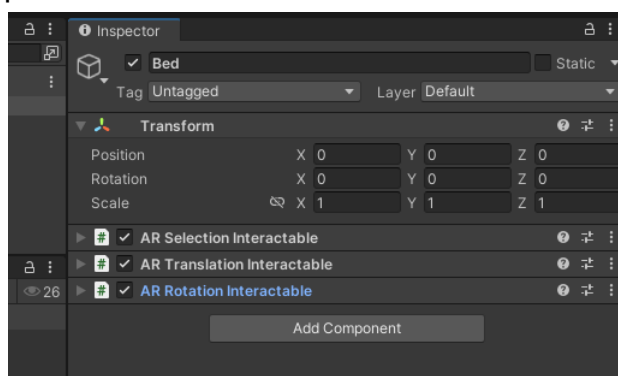 Inspector
Bed
Static
Tag Untagged Layer Default
Transform
Position X 0 Y 0 Z 0
Rotation X 0 Y 0 Z 0
Scale X 1 Y 1 Z 1
# AR Selection Interactable
# AR Translation Interactable
26 # AR Rotation Interactable
Add Component